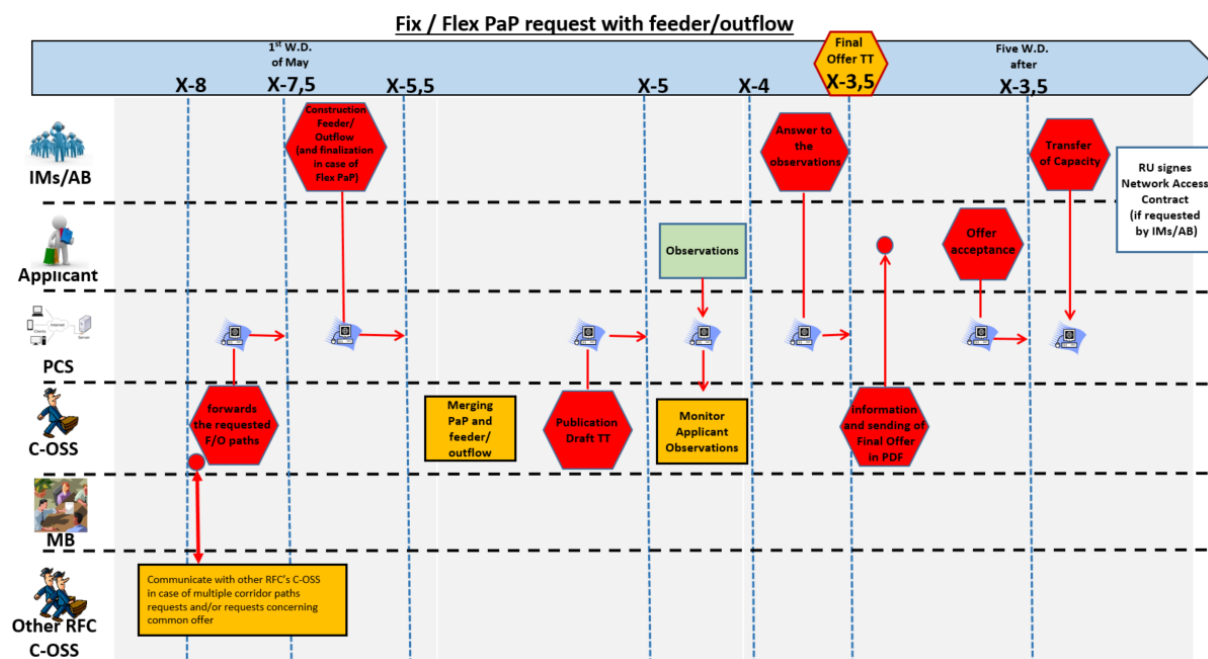 Fix / Flex PaP request with feeder/outflow
1st W.D.
of May
Final
Offer TT
Five W.D.
after
X-8
X-7,5
X-5,5
X-5
X-4
X-3,5
X-3,5
IMs/AB
Construction
Feeder/
Outflow
(and finalization
in case of
Flex PaP)
Answer to
the
observations
Transfer
of Capacity
RU signes
Network Access
Contract
(if requested
by IMs/AB)
Applicant
Observations
Offer
acceptance
Clients
Internet
Server
PCS
C-OSS
forwards
the requested
F/O paths
Merging
PaP and
feeder/
outflow
Publication
Draft TT
Monitor
Applicant
Observations
Information
and sending of
Final Offer
in PDF
MB
Other RFC
C-OSS
Communicate with other RFC's C-OSS
in case of multiple corridor paths
requests and/or requests concerning
common offer